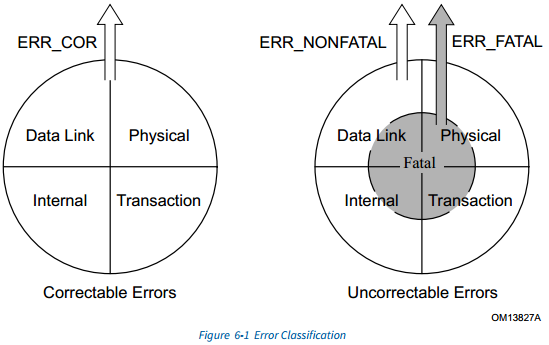 ERR_COR
ERR_NONFATAL
ERR_FATAL
Data Link
Physical
Internal
Transaction
Data Link
Physical
Fatal
Internal
Transaction
Correctable Errors
Uncorrectable Errors
OM13827A
Figure 6-1 Error Classification